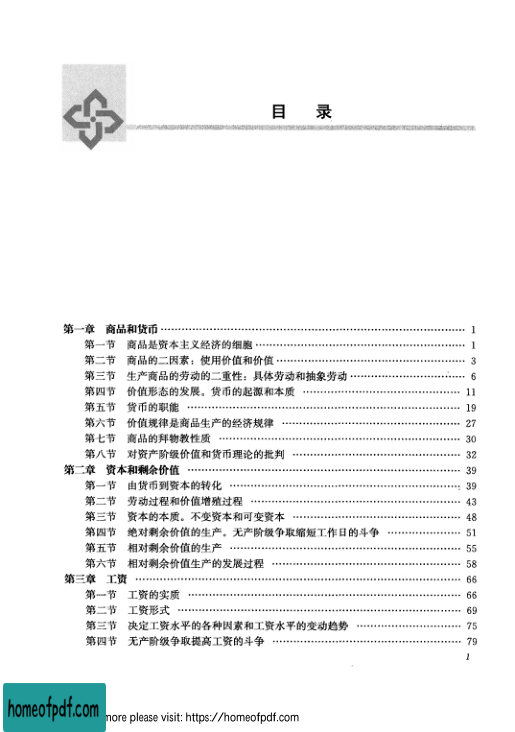 目 录
第一章 商品和货币 …… 1
第一节 商品是资本主义经济的细胞 …… 1
第二节 商品的二因素：使用价值和价值 …… 3
第三节 生产商品的劳动的二重性：具体劳动和抽象劳动 …… 6
第四节 价值形态的发展。货币的起源和本质 …… 11
第五节 货币的职能 …… 19
第六节 价值规律是商品生产的经济规律 …… 27
第七节 商品的拜物教性质 …… 30
第八节 对资产阶级价值和货币理论的批判 …… 32
第二章 资本和剩余价值 …… 39
第一节 由货币到资本的转化 …… 39
第二节 劳动过程和价值增殖过程 …… 43
第三节 资本的本质。不变资本和可变资本 …… 48
第四节 绝对剩余价值的生产。无产阶级争取缩短工作日的斗争 …… 51
第五节 相对剩余价值的生产 …… 55
第六节 相对剩余价值生产的发展过程 …… 58
第三章 工资 …… 66
第一节 工资的实质 …… 66
第二节 工资形式 …… 69
第三节 决定工资水平的各种因素和工资水平的变动趋势 …… 75
第四节 无产阶级争取提高工资的斗争 …… 79
1
homeofpdf.com
more please visit: https://homeofpdf.com